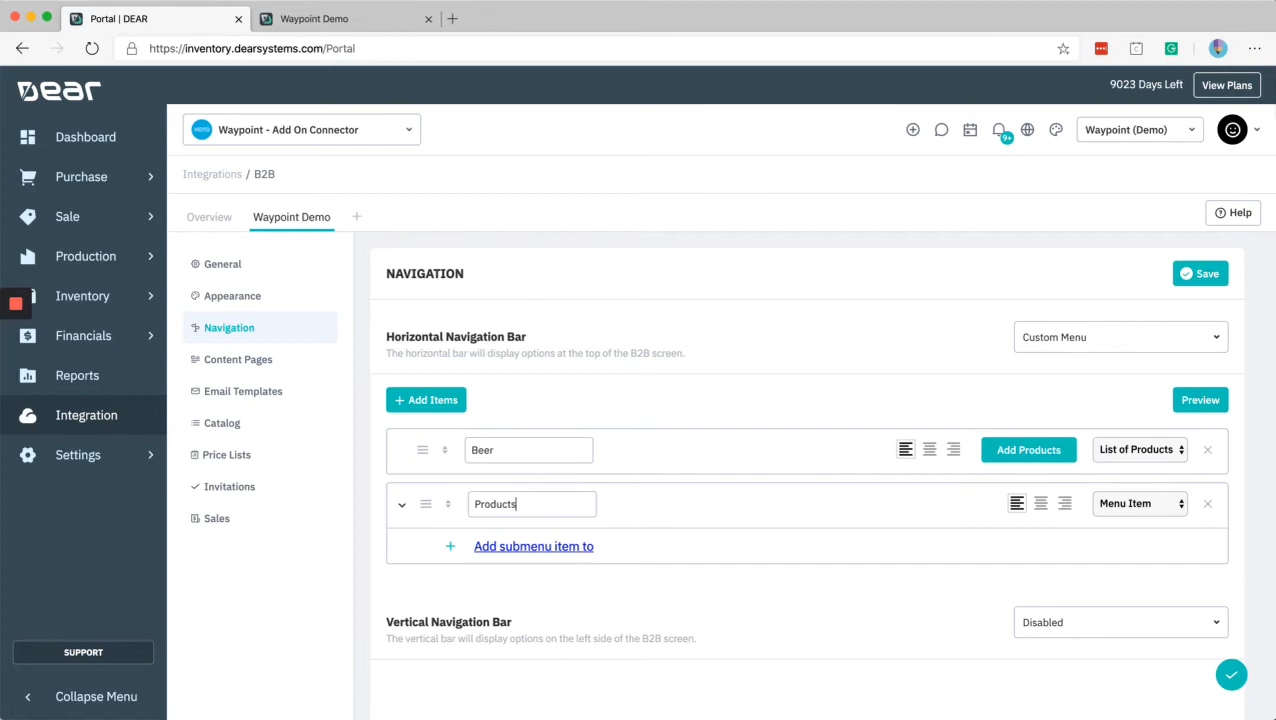 Portal | DEAR
Waypoint Demo
https://inventory.dearsystems.com/Portal
DEAR
9023 Days Left
View Plans
Dashboard
Purchase
Sale
Production
Inventory
Financials
Reports
Integration
Settings
SUPPORT
Collapse Menu
xero
Waypoint - Add On Connector
9+
Waypoint (Demo)
Integrations / B2B
Overview
Waypoint Demo
Help
General
Appearance
Navigation
Content Pages
Email Templates
Catalog
Price Lists
Invitations
Sales
NAVIGATION
Save
Horizontal Navigation Bar
The horizontal bar will display options at the top of the B2B screen.
Custom Menu
+ Add Items
Preview
Beer
Add Products
List of Products
Products
Menu Item
+ Add submenu item to
Vertical Navigation Bar
The vertical bar will display options on the left side of the B2B screen.
Disabled